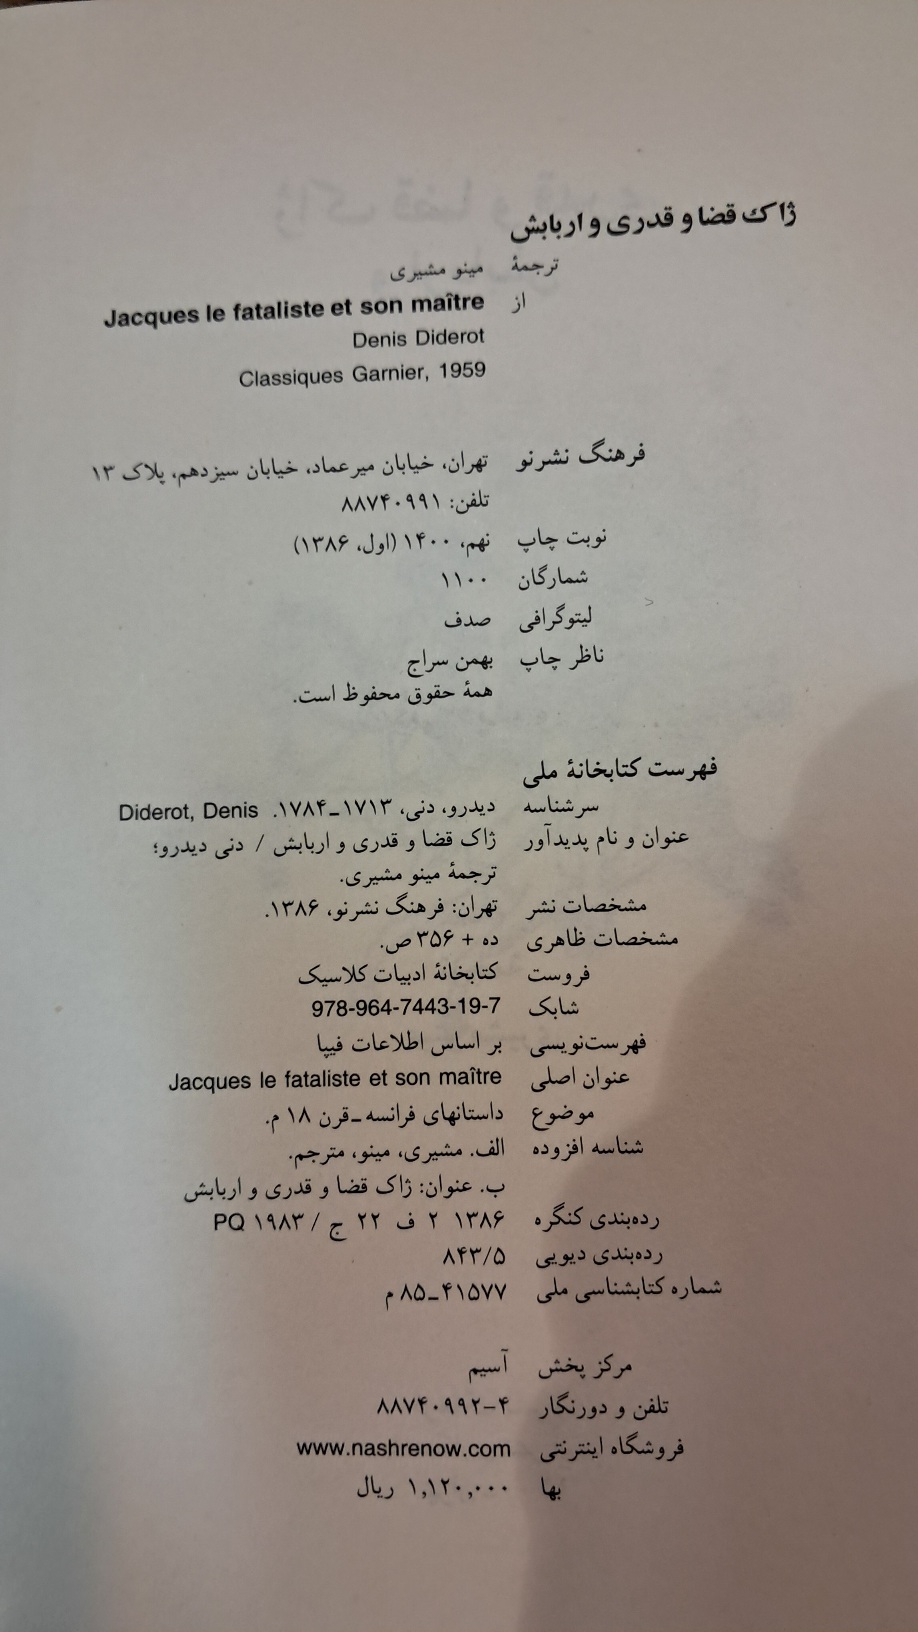 ژاک قضا و قدری و اربابش
ترجمهٔ مینو مشیری
از Jacques le fataliste et son maître
Denis Diderot
Classiques Garnier, 1959
فرهنگ نشرنو تهران، خیابان میرعماد، خیابان سیزدهم، پلاک ۱۳
تلفن: ۸۸۷۴۰۹۹۱
نوبت چاپ نهم، ۱۴۰۰ (اول، ۱۳۸۶)
شمارگان ۱۱۰۰
لیتوگرافی صدف
ناظر چاپ بهمن سراج
همهٔ حقوق محفوظ است.
فهرست کتابخانهٔ ملی
سرشناسه دیدرو، دنی، ۱۷۱۳ـ۱۷۸۴. Diderot, Denis
عنوان و نام پدیدآور ژاک قضا و قدری و اربابش / دنی دیدرو؛
ترجمهٔ مینو مشیری.
مشخصات نشر تهران: فرهنگ نشرنو، ۱۳۸۶.
مشخصات ظاهری ده + ۳۵۶ ص.
فروست کتابخانهٔ ادبیات کلاسیک
شابک 978-964-7443-19-7
فهرست‌نویسی بر اساس اطلاعات فیپا
عنوان اصلی Jacques le fataliste et son maître
موضوع داستانهای فرانسه ـ قرن ۱۸ م.
شناسه افزوده الف. مشیری، مینو، مترجم.
ب. عنوان: ژاک قضا و قدری و اربابش
رده‌بندی کنگره ۱۳۸۶ ۲ ف ۲۲ ج / PQ ۱۹۸۳
رده‌بندی دیویی ۸۴۳/۵
شماره کتابشناسی ملی ۴۱۵۷۷ـ۸۵ م
مرکز پخش آسیم
تلفن و دورنگار ۸۸۷۴۰۹۹۲-۴
فروشگاه اینترنتی www.nashrenow.com
بها ۱,۱۲۰,۰۰۰ ریال